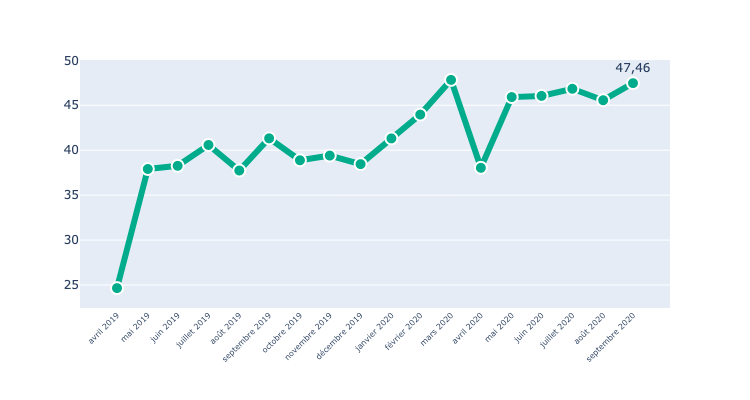 50
47,46
45
40
35
30
25
avril 2019
mai 2019
juin 2019
juillet 2019
août 2019
septembre 2019
octobre 2019
novembre 2019
décembre 2019
janvier 2020
février 2020
mars 2020
avril 2020
mai 2020
juin 2020
juillet 2020
août 2020
septembre 2020